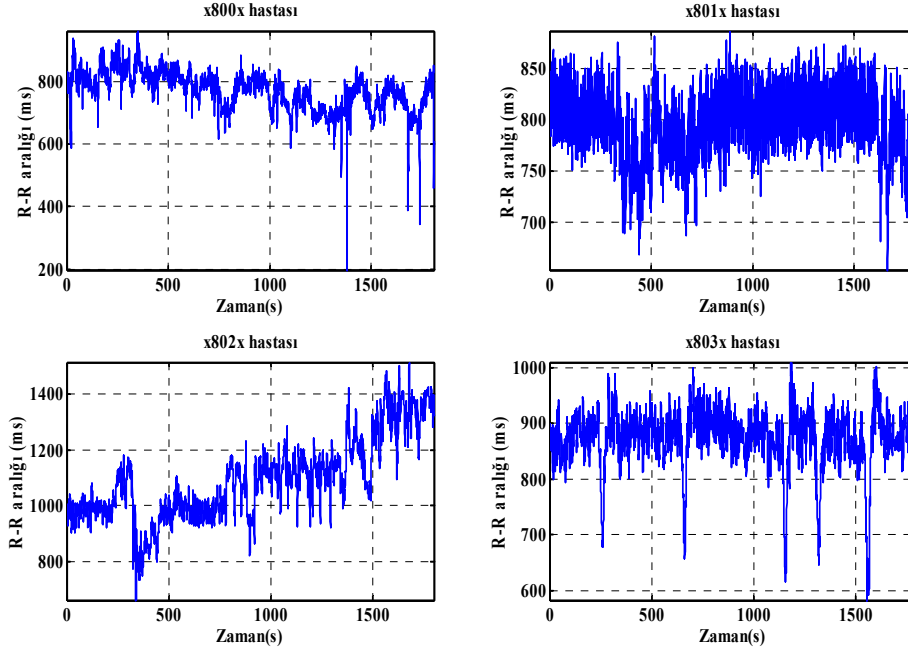 x800x hastası
R-R aralığı (ms)
800
600
400
200
0
500
1000
1500
Zaman(s)
x801x hastası
R-R aralığı (ms)
850
800
750
700
0
500
1000
1500
Zaman(s)
x802x hastası
R-R aralığı (ms)
1400
1200
1000
800
0
500
1000
1500
Zaman(s)
x803x hastası
R-R aralığı (ms)
1000
900
800
700
600
0
500
1000
1500
Zaman(s)